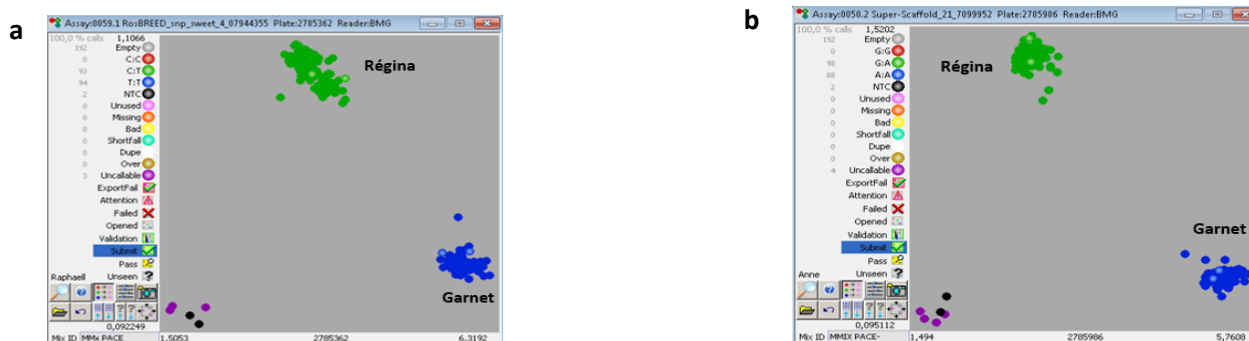 a
Assay:0059.1 RosBREED_snp_sweet_4_07944355 Plate:2785362 Reader:BMG
100,0 % calls 1,1066
192 Empty
0 C:C
93 C:T
94 T:T
2 NTC
0 Unused
0 Missing
0 Bad
0 Shortfall
0 Dupe
0 Over
3 Uncallable
ExportFail
Attention
Failed
Opened
Validation
Submit
Pass
Raphaell Unseen
0,092249
Mix ID MMx PACE 1,5053 2785362 6,3192
Régina
Garnet
b
Assay:0050.2 Super-Scaffold_21_7099952 Plate:2785986 Reader:BMG
100,0 % calls 1,5202
192 Empty
0 G:G
98 G:A
88 A:A
2 NTC
0 Unused
0 Missing
0 Bad
0 Shortfall
0 Dupe
0 Over
4 Uncallable
ExportFail
Attention
Failed
Opened
Validation
Submit
Pass
Anne Unseen
0,095112
Mix ID MMIX PACE- 1,494 2785986 5,7608
Régina
Garnet